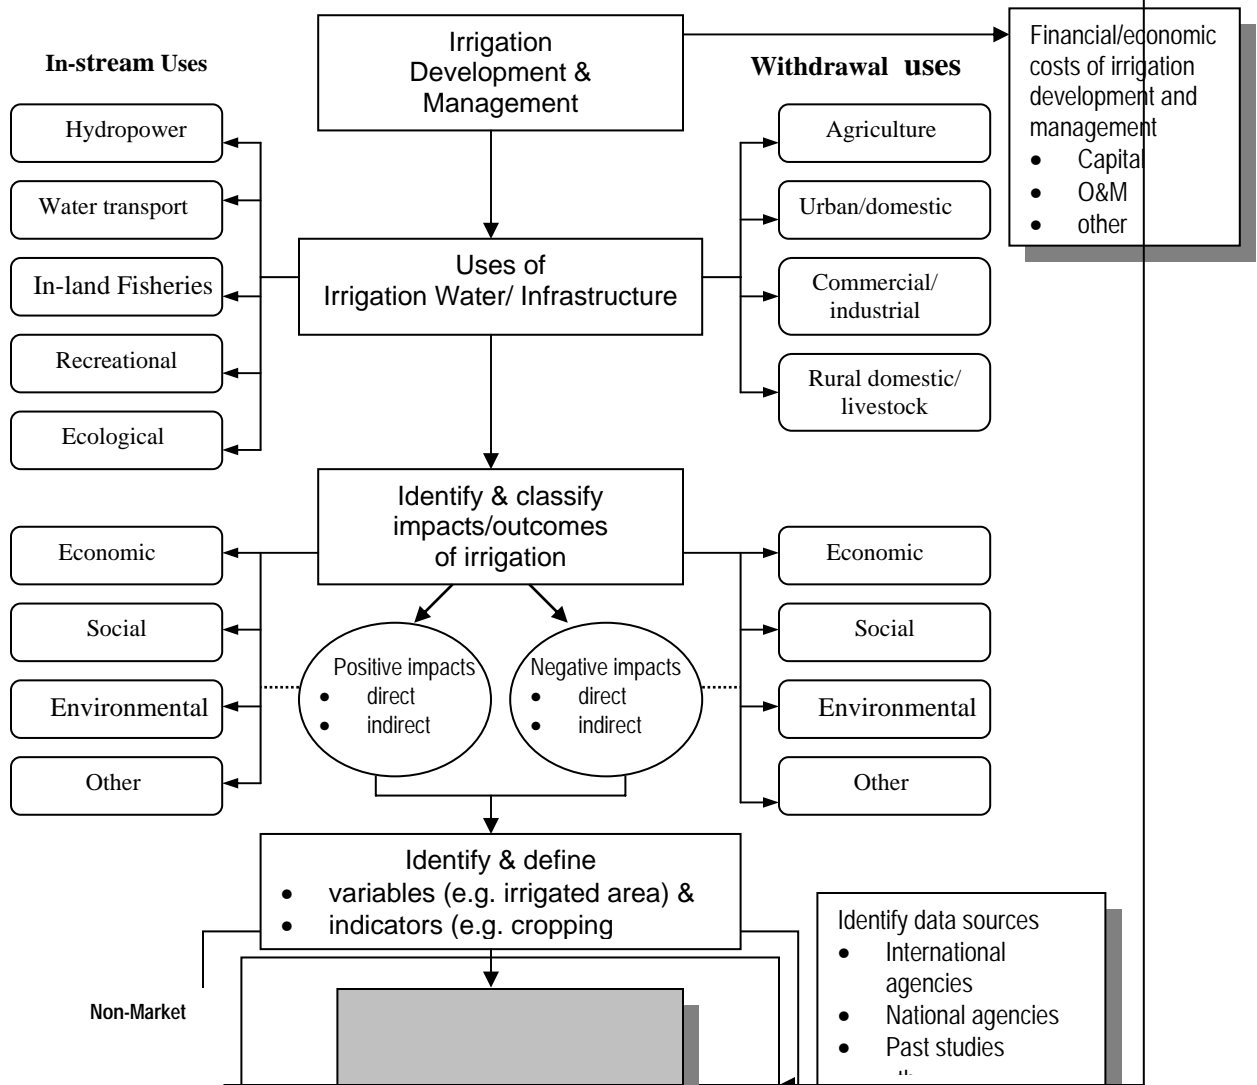 Irrigation
Development &
Management
Financial/economic
costs of irrigation
development and
management
• Capital
• O&M
• other
In-stream Uses
Withdrawal uses
Hydropower
Water transport
In-land Fisheries
Recreational
Ecological
Uses of
Irrigation Water/ Infrastructure
Agriculture
Urban/domestic
Commercial/
industrial
Rural domestic/
livestock
Identify & classify
impacts/outcomes
of irrigation
Economic
Social
Environmental
Other
Positive impacts
• direct
• indirect
Negative impacts
• direct
• indirect
Economic
Social
Environmental
Other
Identify & define
• variables (e.g. irrigated area) &
• indicators (e.g. cropping
Non-Market
Identify data sources
• International
agencies
• National agencies
• Past studies